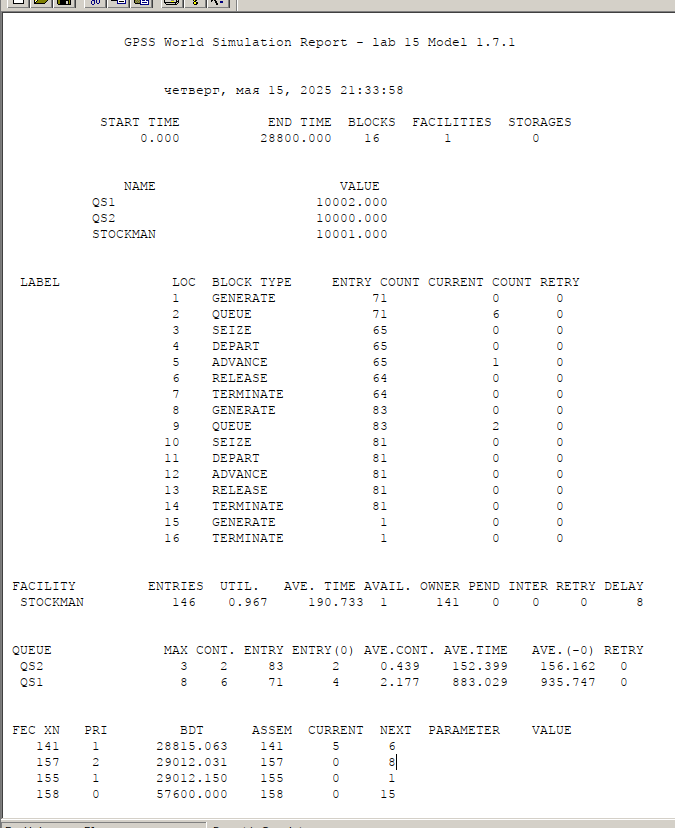 GPSS World Simulation Report - lab 15 Model 1.7.1
четверг, мая 15, 2025 21:33:58
START TIME END TIME BLOCKS FACILITIES STORAGES
0.000 28800.000 16 1 0
NAME VALUE
QS1 10002.000
QS2 10000.000
STOCKMAN 10001.000
LABEL LOC BLOCK TYPE ENTRY COUNT CURRENT COUNT RETRY
1 GENERATE 71 0 0
2 QUEUE 71 6 0
3 SEIZE 65 0 0
4 DEPART 65 0 0
5 ADVANCE 65 1 0
6 RELEASE 64 0 0
7 TERMINATE 64 0 0
8 GENERATE 83 0 0
9 QUEUE 83 2 0
10 SEIZE 81 0 0
11 DEPART 81 0 0
12 ADVANCE 81 0 0
13 RELEASE 81 0 0
14 TERMINATE 81 0 0
15 GENERATE 1 0 0
16 TERMINATE 1 0 0
FACILITY ENTRIES UTIL. AVE. TIME AVAIL. OWNER PEND INTER RETRY DELAY
STOCKMAN 146 0.967 190.733 1 141 0 0 0 8
QUEUE MAX CONT. ENTRY ENTRY(0) AVE.CONT. AVE.TIME AVE.(-0) RETRY
QS2 3 2 83 2 0.439 152.399 156.162 0
QS1 8 6 71 4 2.177 883.029 935.747 0
FEC XN PRI BDT ASSEM CURRENT NEXT PARAMETER VALUE
141 1 28815.063 141 5 6
157 2 29012.031 157 0 8
155 1 29012.150 155 0 1
158 0 57600.000 158 0 15